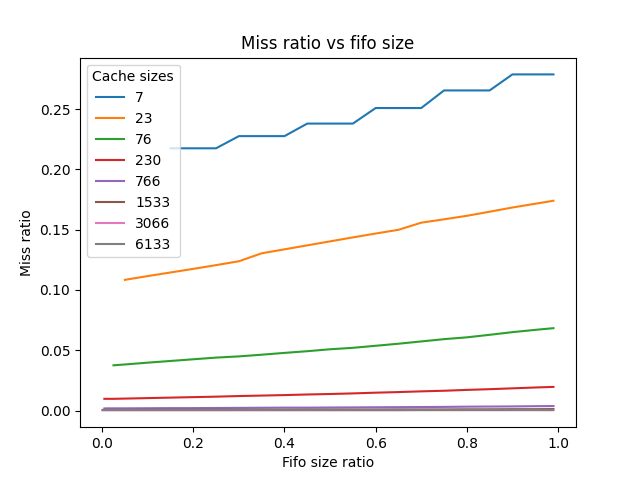 Miss ratio vs fifo size
Cache sizes
7
23
76
230
766
1533
3066
6133
Miss ratio
0.25
0.20
0.15
0.10
0.05
0.00
0.0 0.2 0.4 0.6 0.8 1.0
Fifo size ratio